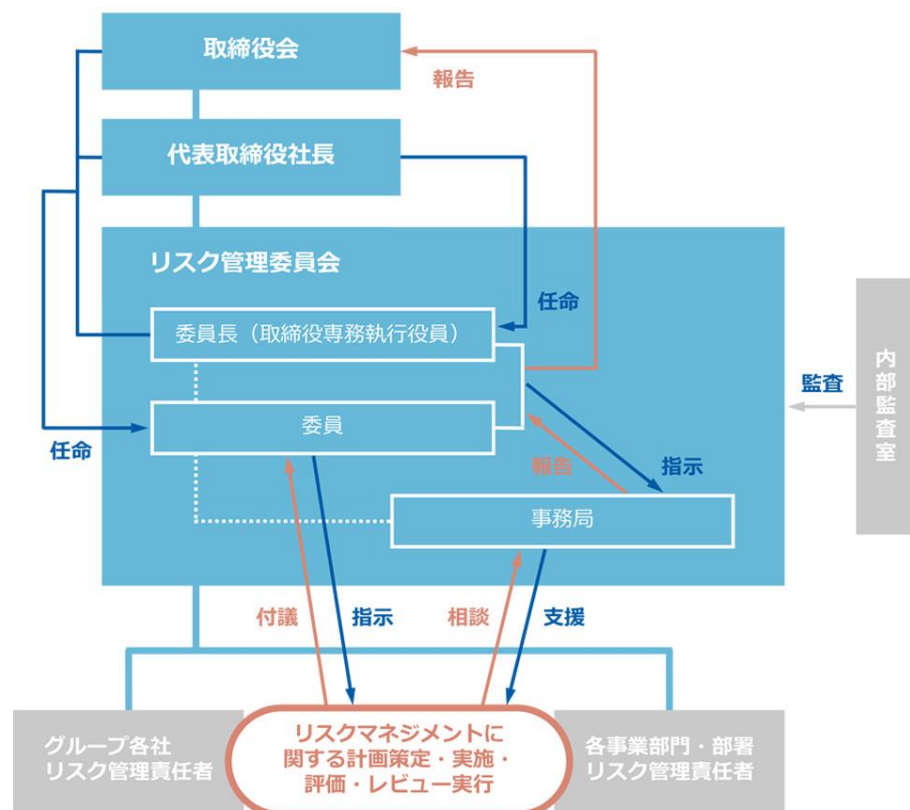 取締役会
報告
代表取締役社長
リスク管理委員会
任命
委員長（取締役専務執行役員）
監査
内部監査室
委員
任命
報告
指示
事務局
付議
指示
相談
支援
グループ各社
リスク管理責任者
リスクマネジメントに
関する計画策定・実施・
評価・レビュー実行
各事業部門・部署
リスク管理責任者